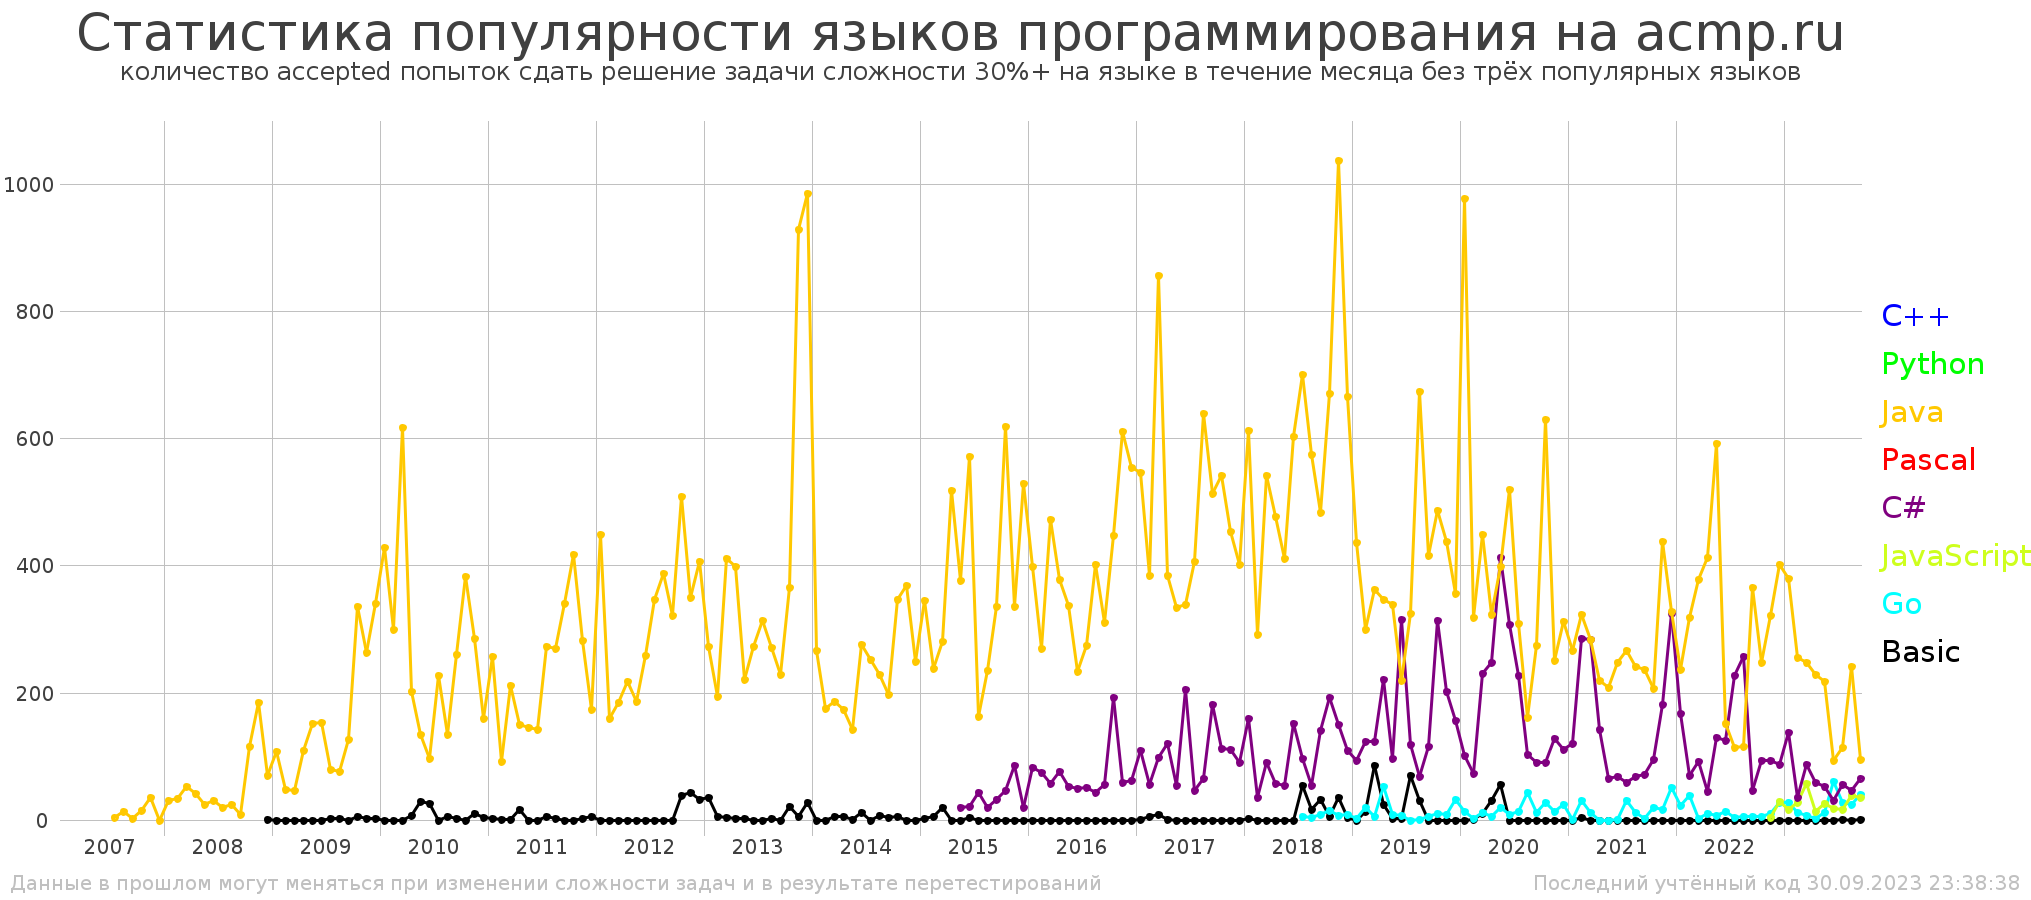 Статистика популярности языков программирования на acmp.ru
количество accepted попыток сдать решение задачи сложности 30%+ на языке в течение месяца без трёх популярных языков
1000
800
600
400
200
0
C++
Python
Java
Pascal
C#
JavaScript
Go
Basic
2007 2008 2009 2010 2011 2012 2013 2014 2015 2016 2017 2018 2019 2020 2021 2022
Данные в прошлом могут меняться при изменении сложности задач и в результате перетестирований
Последний учтённый код 30.09.2023 23:38:38